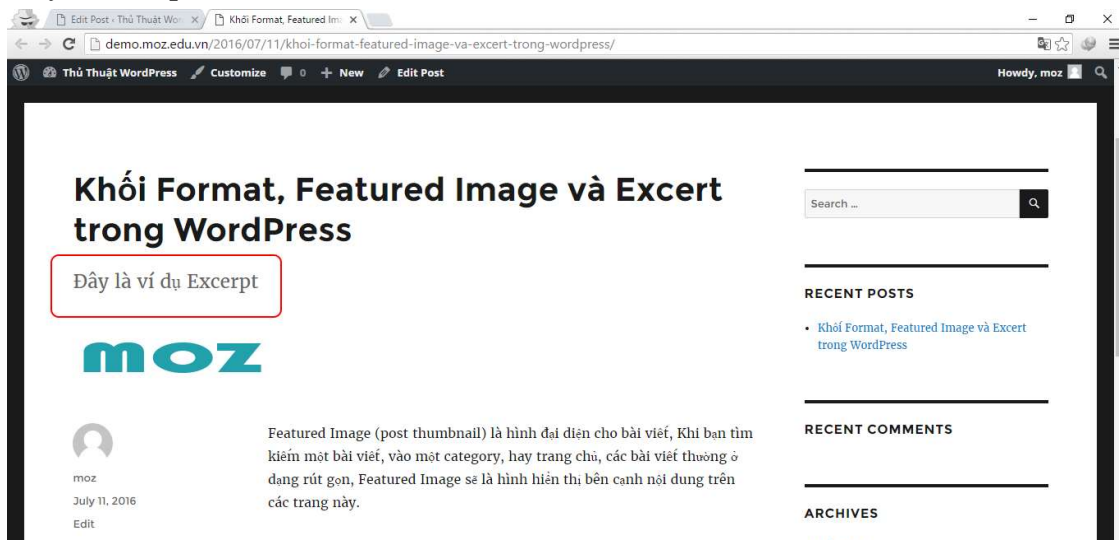 Edit Post ‹ Thủ Thuật Wor
Khối Format, Featured Im
demo.moz.edu.vn/2016/07/11/khoi-format-featured-image-va-excert-trong-wordpress/
Thủ Thuật WordPress Customize 0 + New Edit Post Howdy, moz
Khối Format, Featured Image và Excert
trong WordPress
Đây là ví dụ Excerpt
moz
moz
July 11, 2016
Edit
Featured Image (post thumbnail) là hình đại diện cho bài viết, Khi bạn tìm
kiếm một bài viết, vào một category, hay trang chủ, các bài viết thường ở
dạng rút gọn, Featured Image sẽ là hình hiển thị bên cạnh nội dung trên
các trang này.
Search …
RECENT POSTS
Khối Format, Featured Image và Excert
trong WordPress
RECENT COMMENTS
ARCHIVES